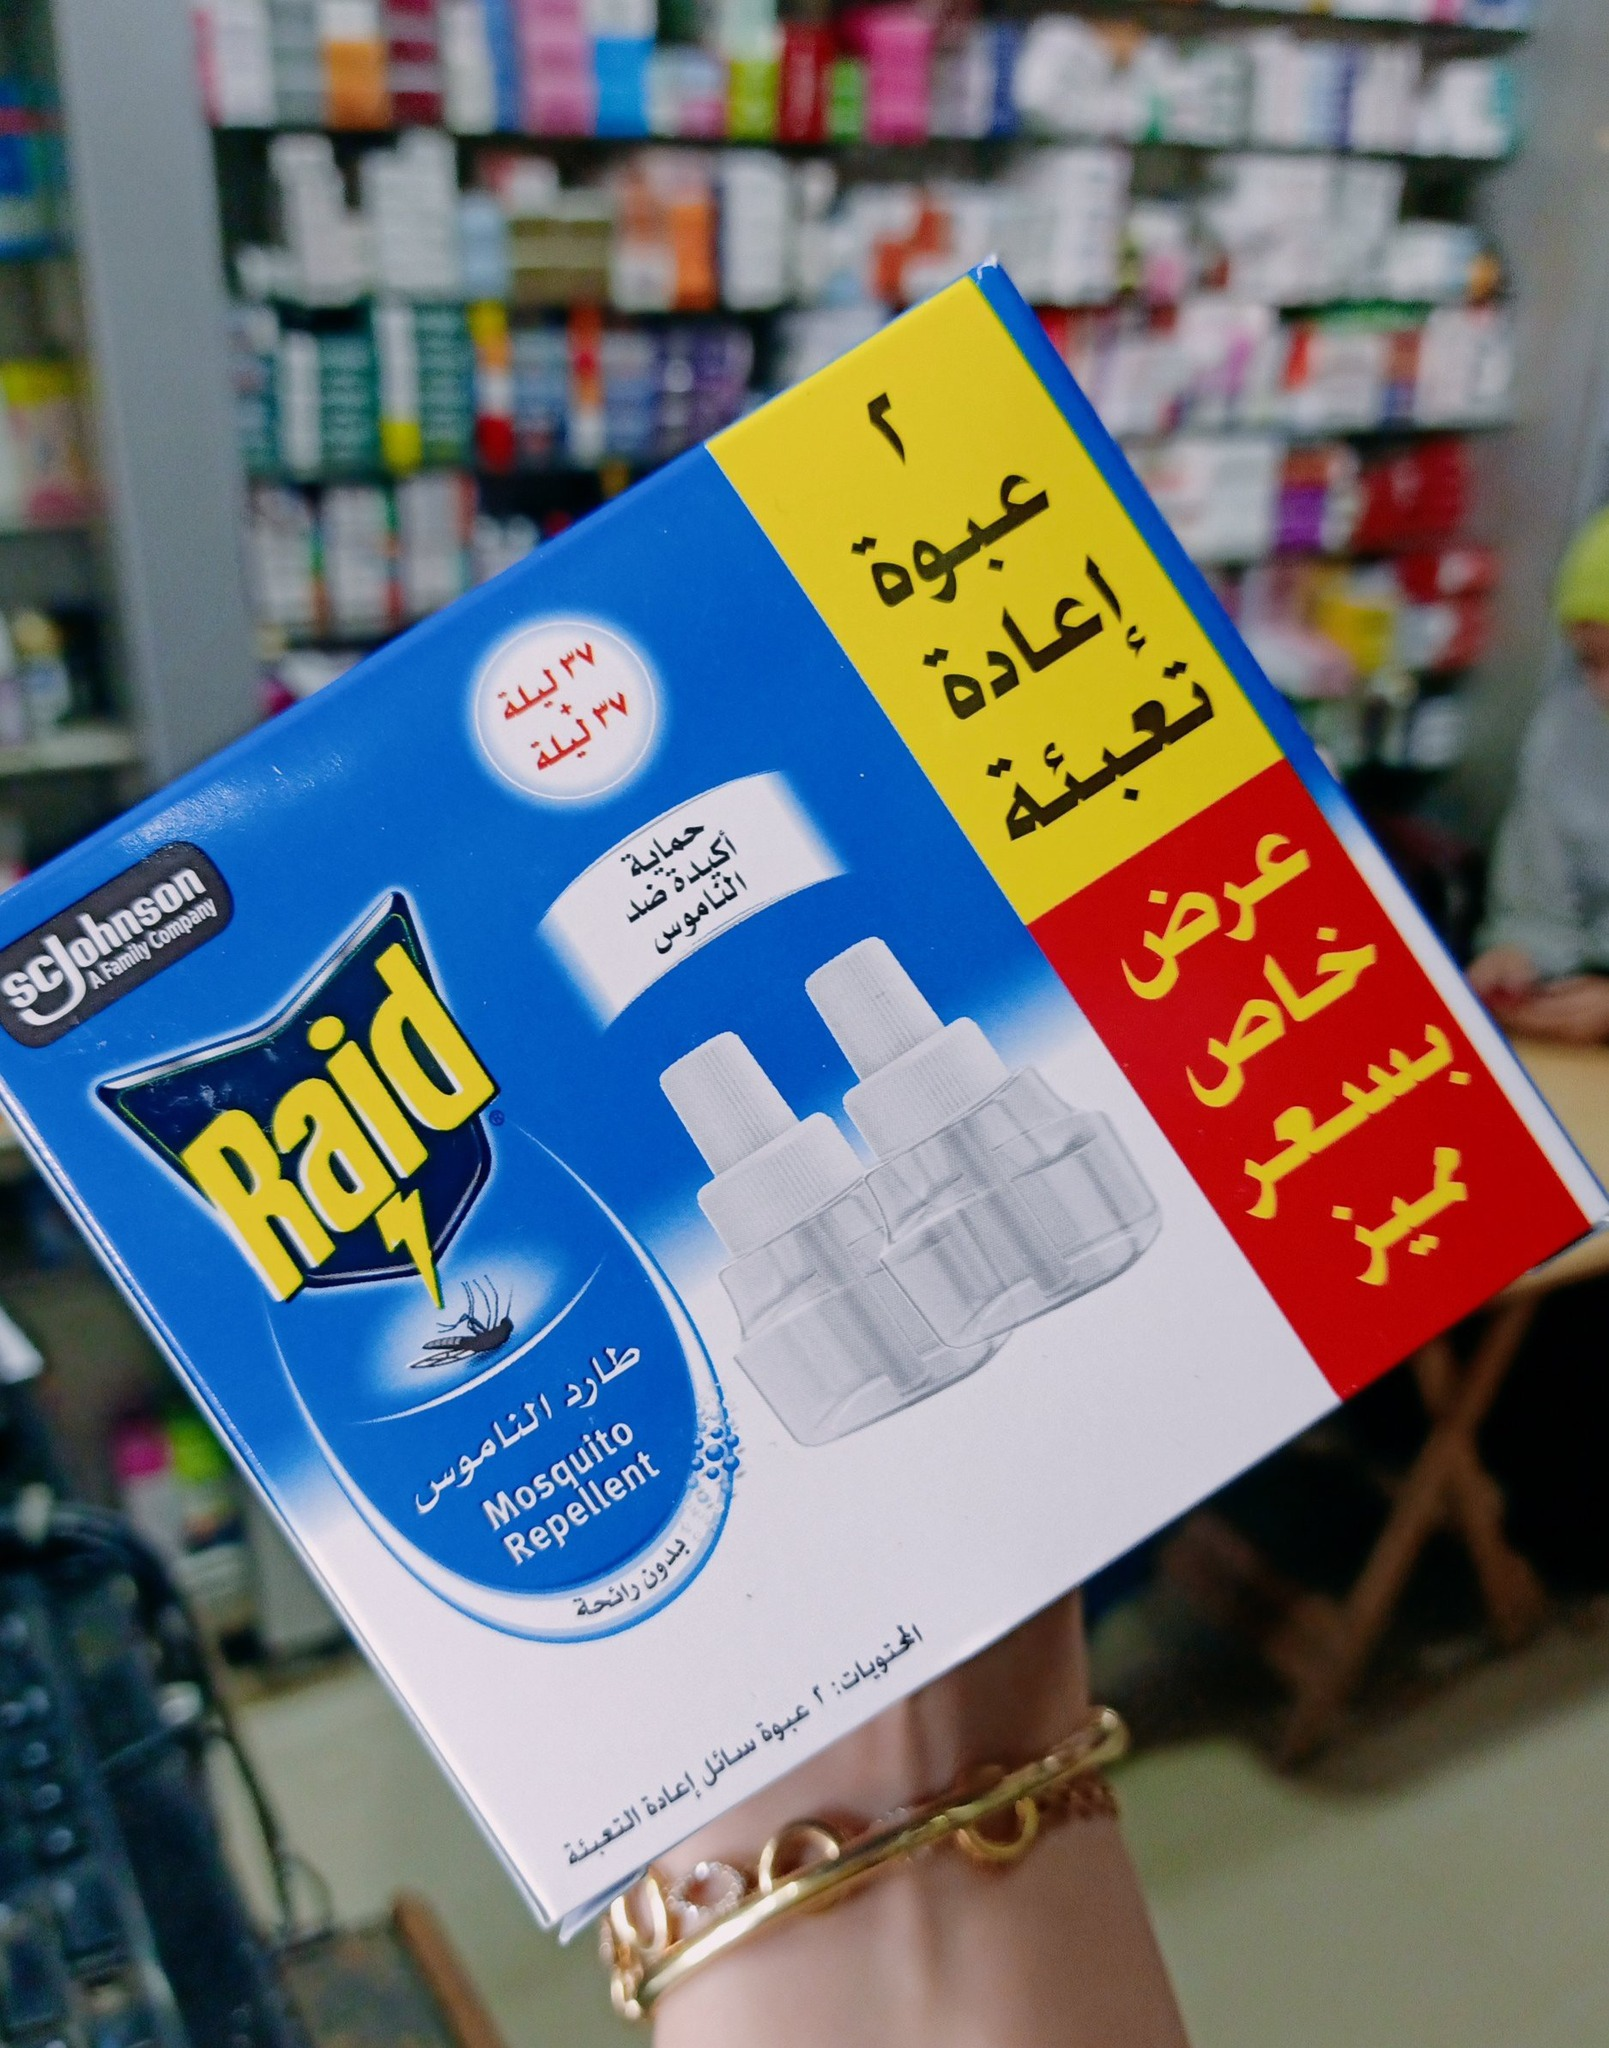 ٢
عبوة
إعادة
تعبئة
عرض
خاص
بسعر
مميز
٣٧ ليلة
+
٣٧ ليلة
حماية
أكيدة ضد
الناموس
scJohnson
A Family Company
Raid®
طارد الناموس
Mosquito
Repellent
بدون رائحة
المحتويات: ٢ عبوة سائل إعادة التعبئة